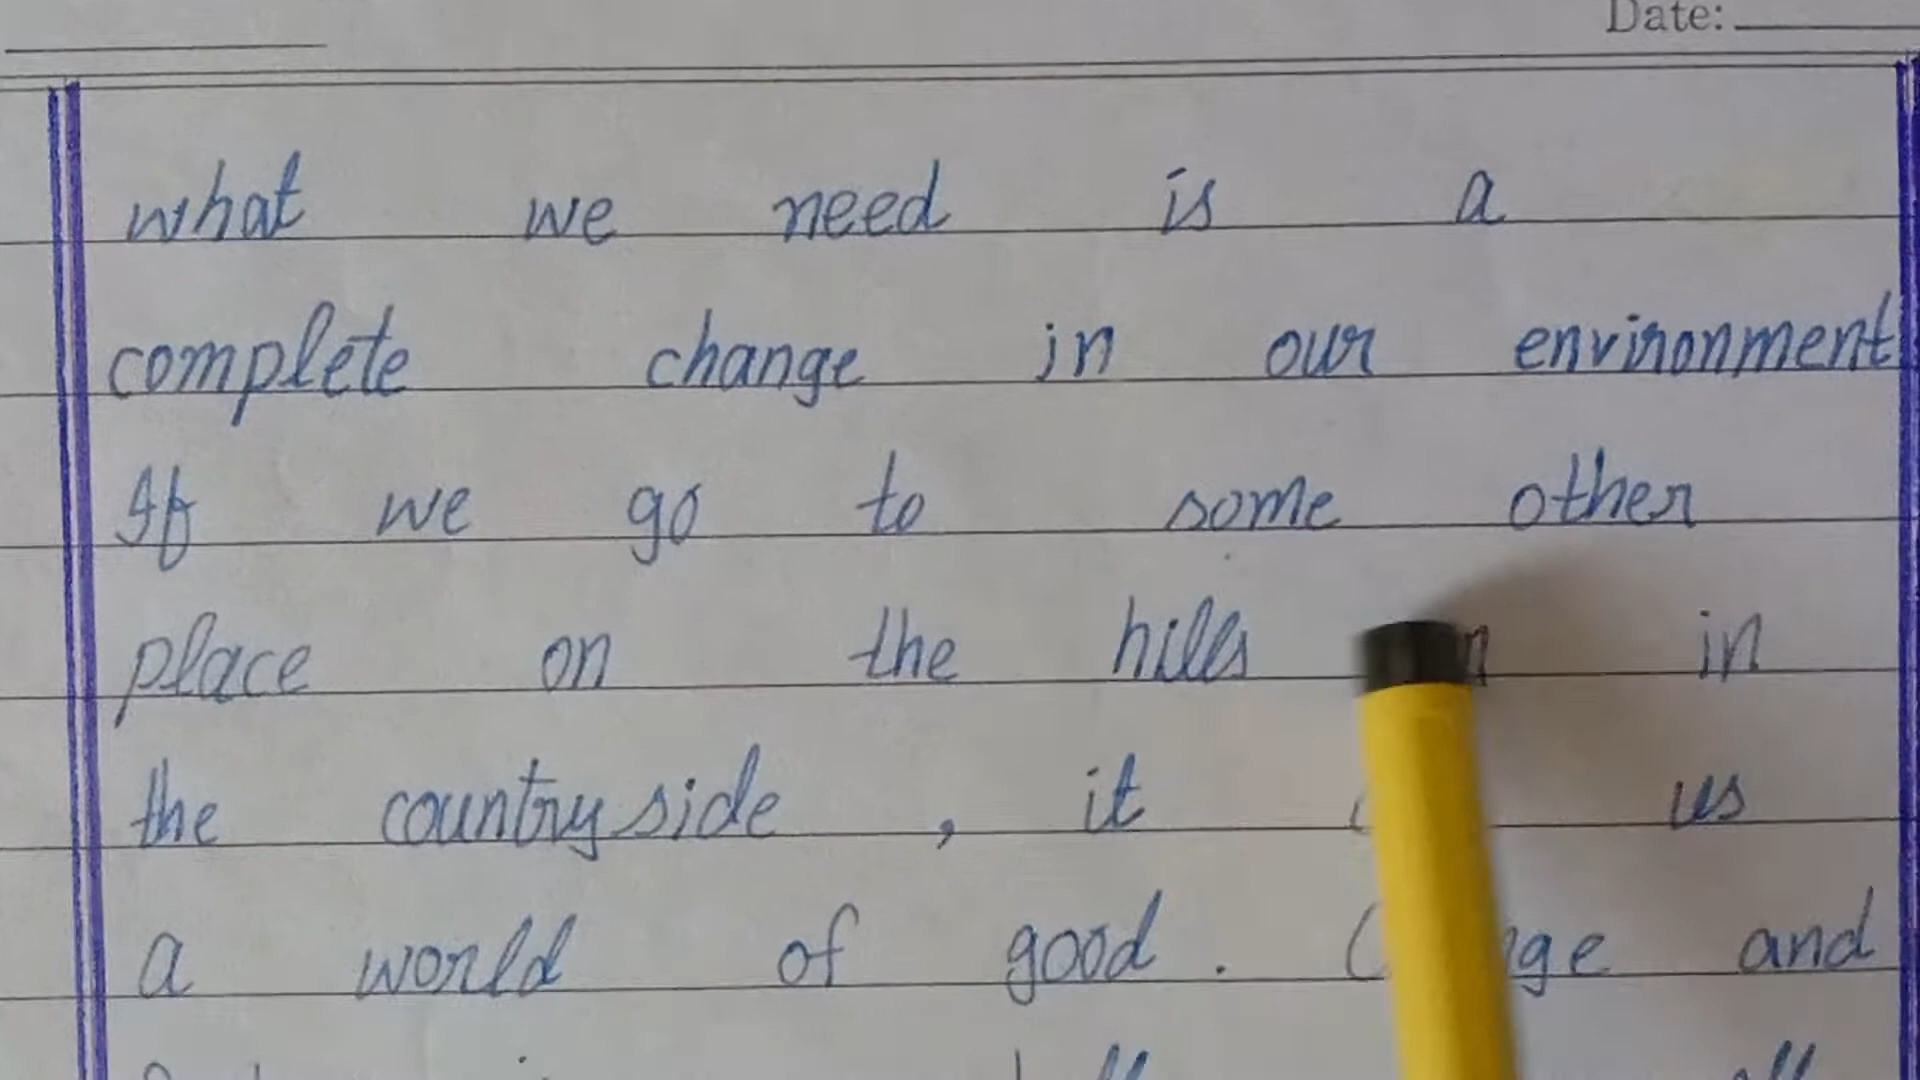 Date:
what we need is a
complete change in our environment
If we go to some other
place on the hills in
the countryside , it us
a world of good . and